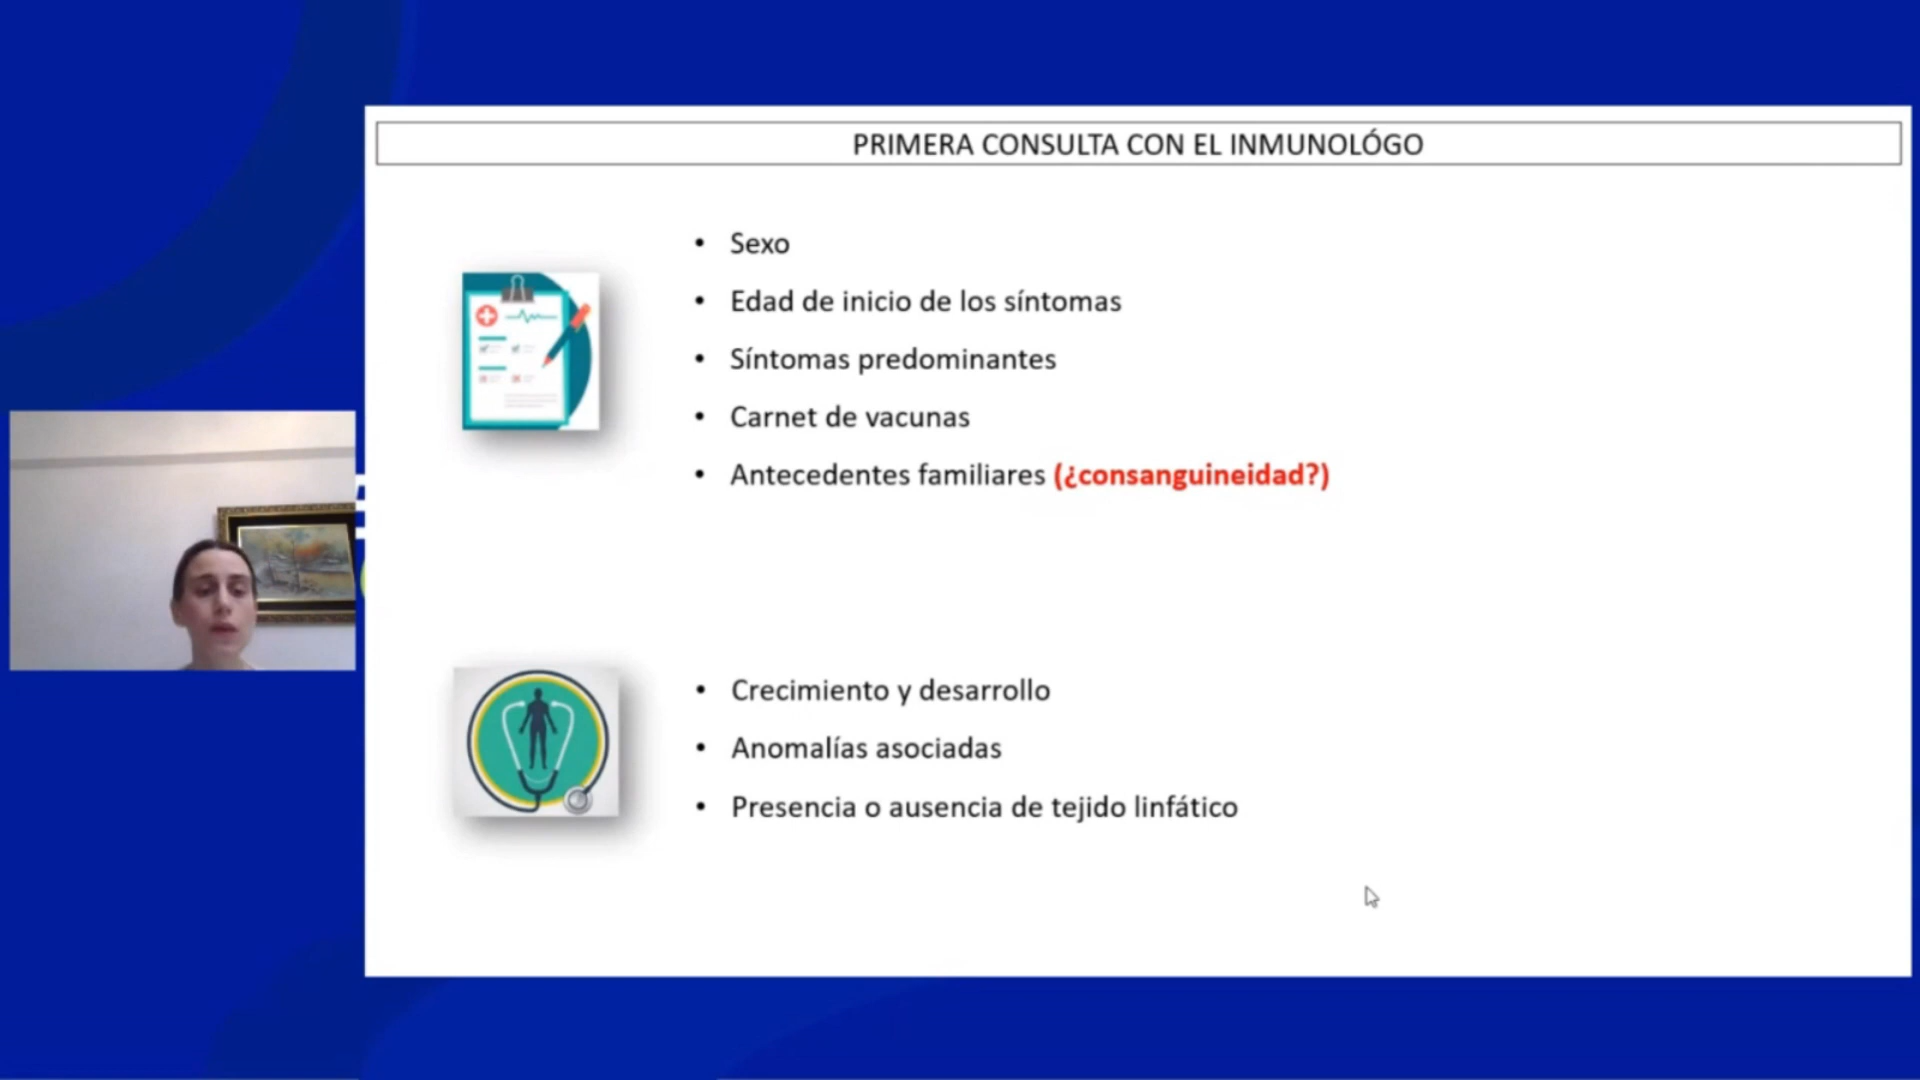 PRIMERA CONSULTA CON EL INMUNOLÓGO
• Sexo
• Edad de inicio de los síntomas
• Síntomas predominantes
• Carnet de vacunas
• Antecedentes familiares (¿consanguineidad?)
• Crecimiento y desarrollo
• Anomalías asociadas
• Presencia o ausencia de tejido linfático